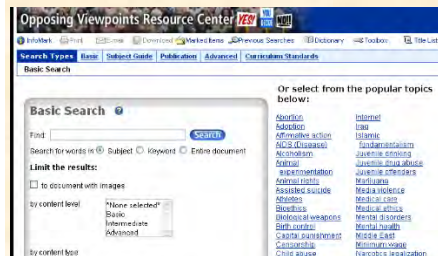 Opposing Viewpoints Resource Center YES! NO!
InfoMark Print E-mail Download Marked Items Previous Searches Dictionary Toolbox Title List
Search Types Basic Subject Guide Publication Advanced Curriculum Standards
Basic Search
Basic Search
Find: Search
Search for words in Subject Keyword Entire document
Limit the results:
to document with images
by content level
*None selected*
Basic
Intermediate
Advanced
by content type
Or select from the popular topics
below:
Abortion
Adoption
Affirmative action
AIDS (Disease)
Alcoholism
Animal
experimentation
Animal rights
Assisted suicide
Athletes
Bioethics
Biological weapons
Birth control
Capital punishment
Censorship
Child abuse
Internet
Iraq
Islamic
fundamentalism
Juvenile drinking
Juvenile drug abuse
Juvenile offenders
Marijuana
Media violence
Medical care
Medical ethics
Mental disorders
Mental health
Middle East
Minimum wage
Narcotics legalization